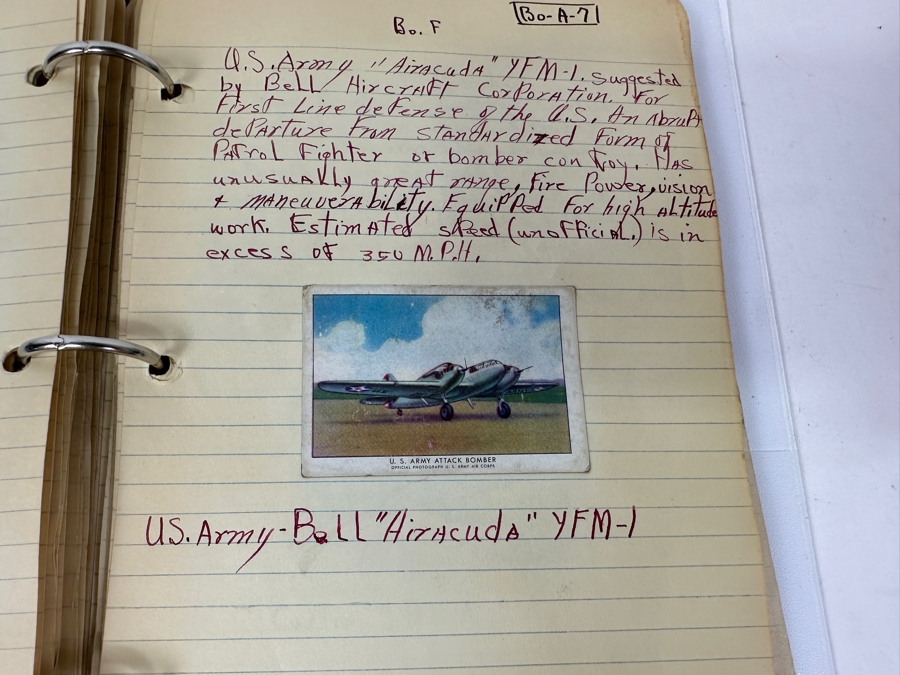 Bo. F
Bo-A-7
U.S. Army "Airacuda" YFM-1. Suggested
by Bell Aircraft Corporation. For
First Line defense of the U.S. An Abrupt
departure from standardized form of
Patrol Fighter or bomber convoy. Has
unusually great range, Fire Power, vision
& maneuverability. Equipped for high altitude
work. Estimated speed (unofficial.) is in
excess of 350 M.P.H.
U. S. ARMY ATTACK BOMBER
OFFICIAL PHOTOGRAPH U. S. ARMY AIR CORPS
U.S. Army-Bell "Airacuda" YFM-1